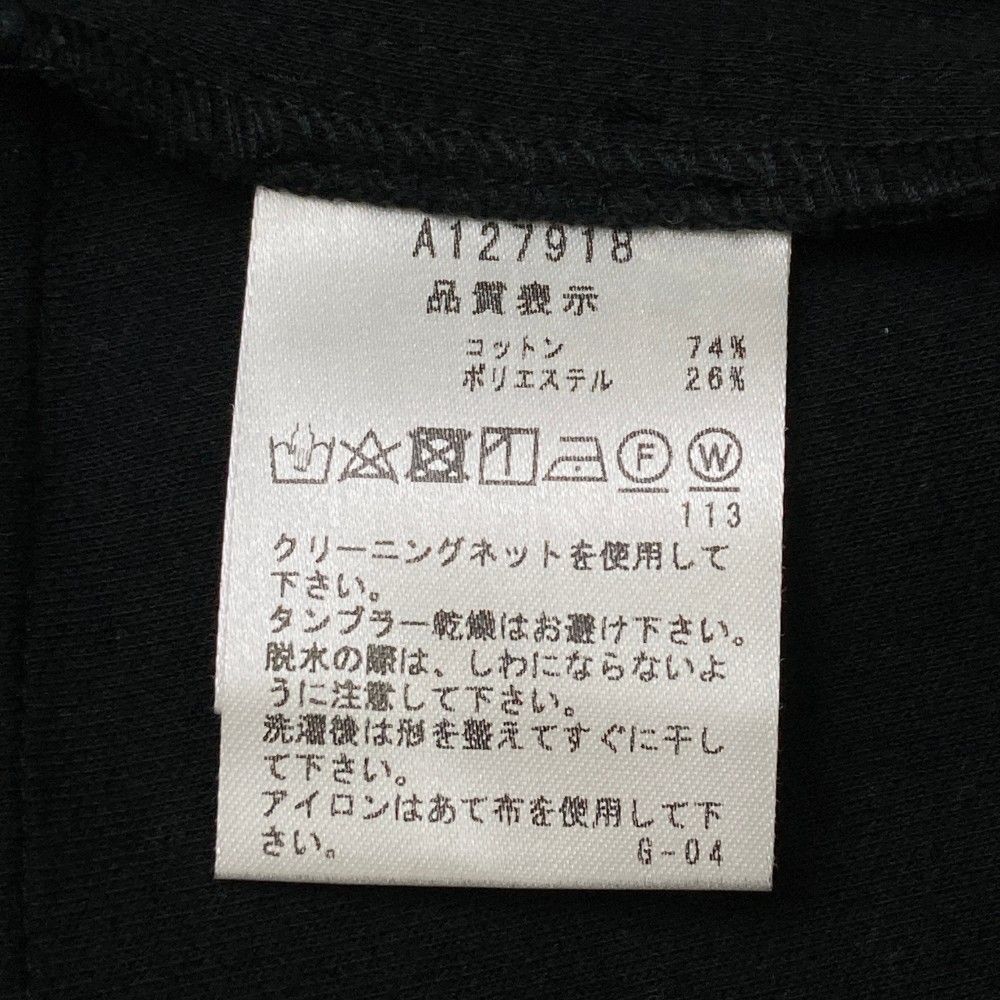 A127918
品質表示
コットン 74%
ポリエステル 26%
F W
113
クリーニングネットを使用して
下さい。
タンブラー乾燥はお避け下さい。
脱水の際は、しわにならないよ
うに注意して下さい。
洗濯後は形を整えてすぐに干し
て下さい。
アイロンはあて布を使用して下
さい。 G-04